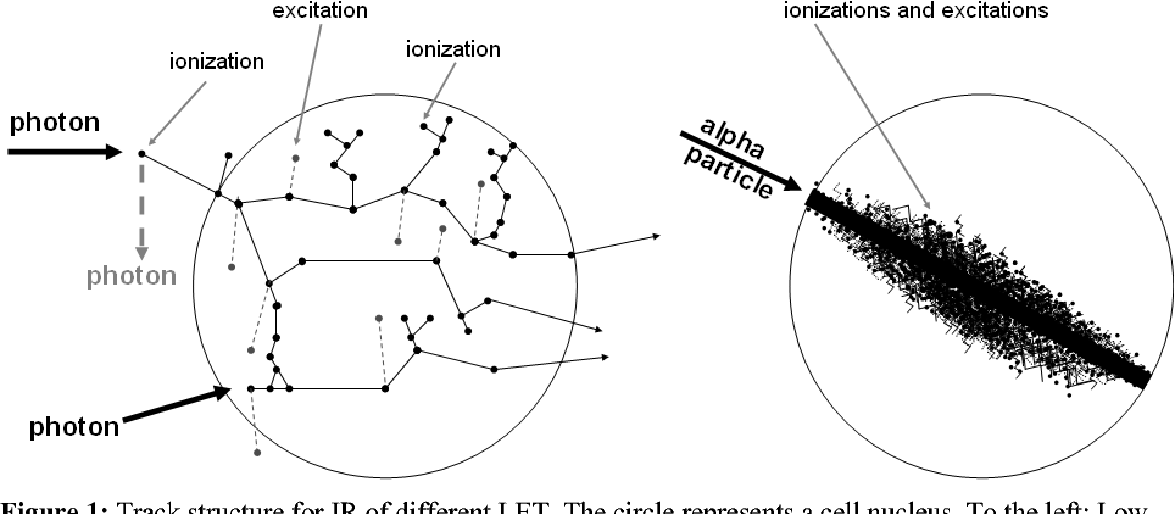 excitation
ionizations and excitations
ionization
ionization
photon
alpha
particle
photon
photon
Figure 1: Track structure for IR of different LET. The circle represents a cell nucleus. To the left: Low